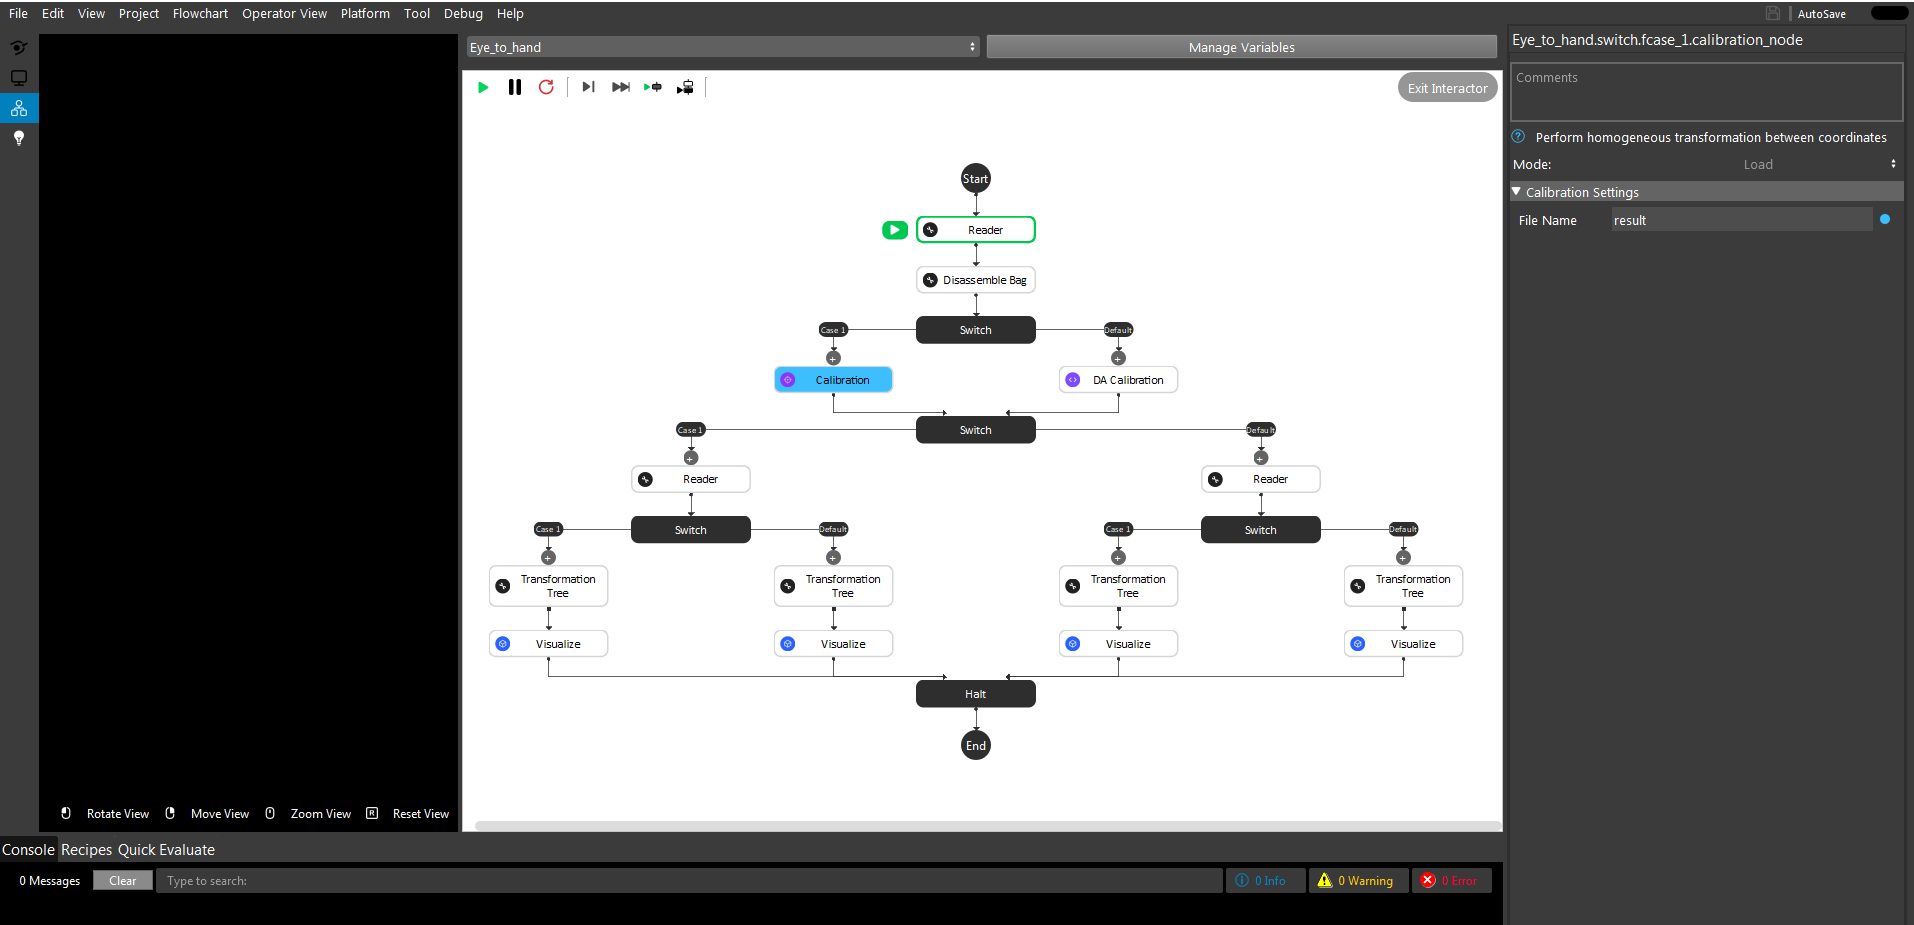 File Edit View Project Flowchart Operator View Platform Tool Debug Help
AutoSave
Eye_to_hand
Manage Variables
Exit Interactor
Start
Reader
Disassemble Bag
Case 1
Switch
Default
Calibration
DA Calibration
Case 1
Switch
Default
Reader
Reader
Case 1
Switch
Default
Case 1
Switch
Default
Transformation
Tree
Transformation
Tree
Transformation
Tree
Transformation
Tree
Visualize
Visualize
Visualize
Visualize
Halt
End
Rotate View
Move View
Zoom View
R
Reset View
Eye_to_hand.switch.fcase_1.calibration_node
Comments
Perform homogeneous transformation between coordinates
Mode: Load
Calibration Settings
File Name result
Console Recipes Quick Evaluate
0 Messages Clear Type to search: 0 Info 0 Warning 0 Error